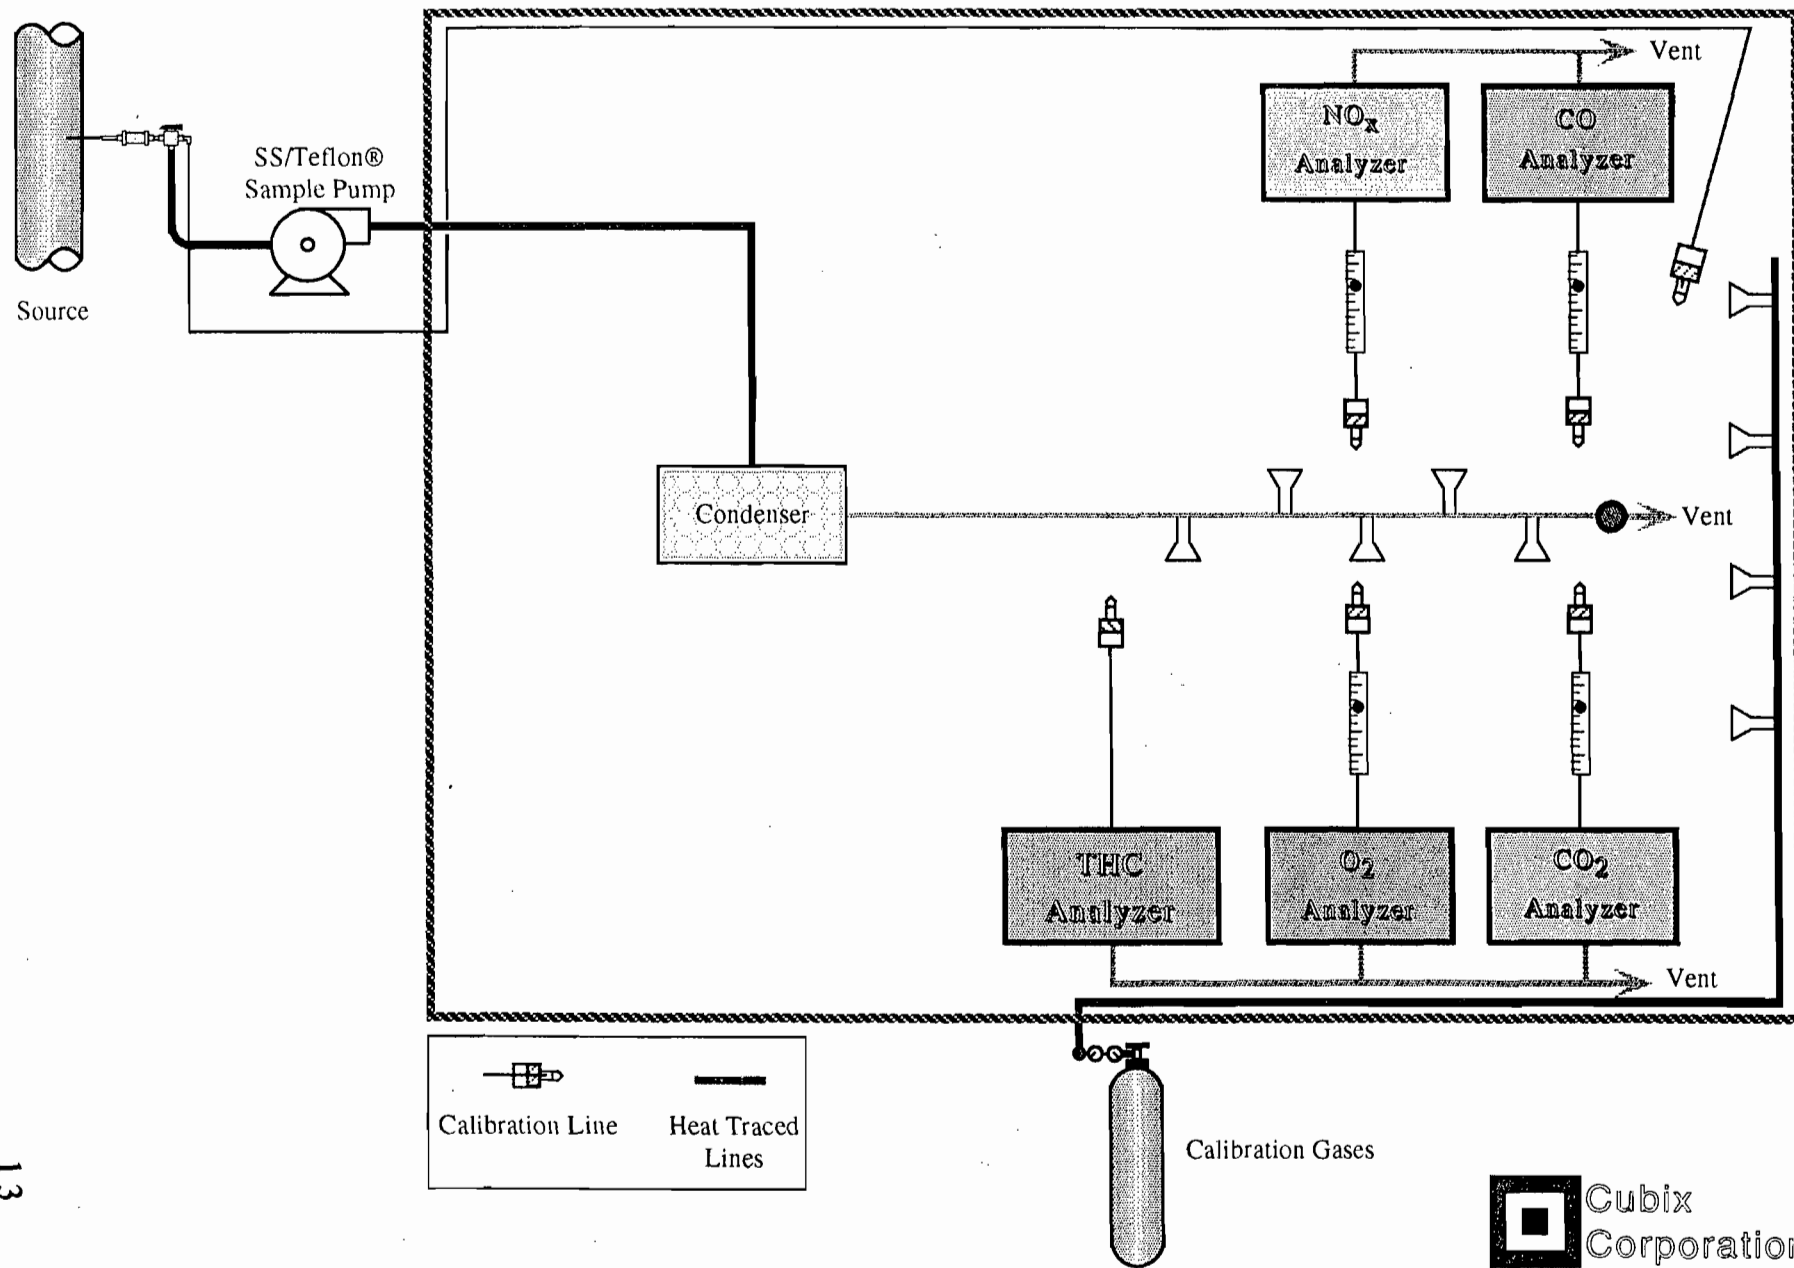 Vent
NOx
Analyzer
CO
Analyzer
SS/Teflon®
Sample Pump
Source
Condenser
Vent
THC
Analyzer
O2
Analyzer
CO2
Analyzer
Vent
Calibration Line
Heat Traced
Lines
Calibration Gases
13
Cubix
Corporation